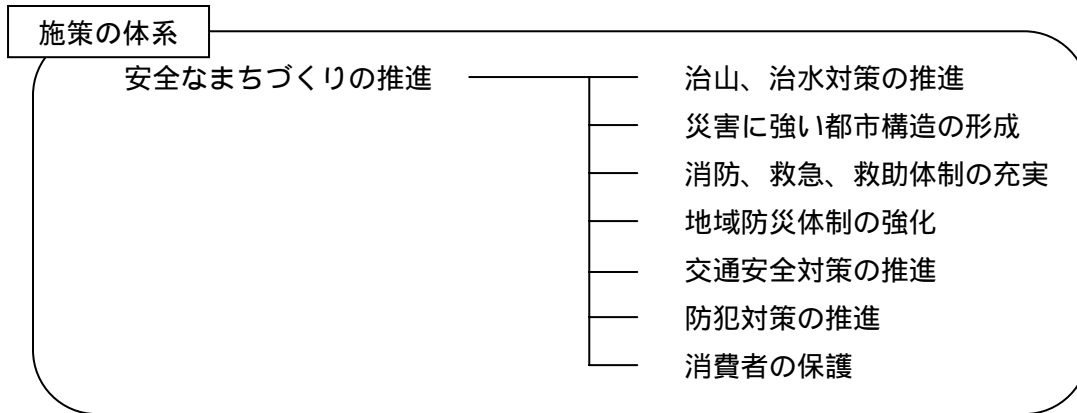 施策の体系
安全なまちづくりの推進
治山、治水対策の推進
災害に強い都市構造の形成
消防、救急、救助体制の充実
地域防災体制の強化
交通安全対策の推進
防犯対策の推進
消費者の保護